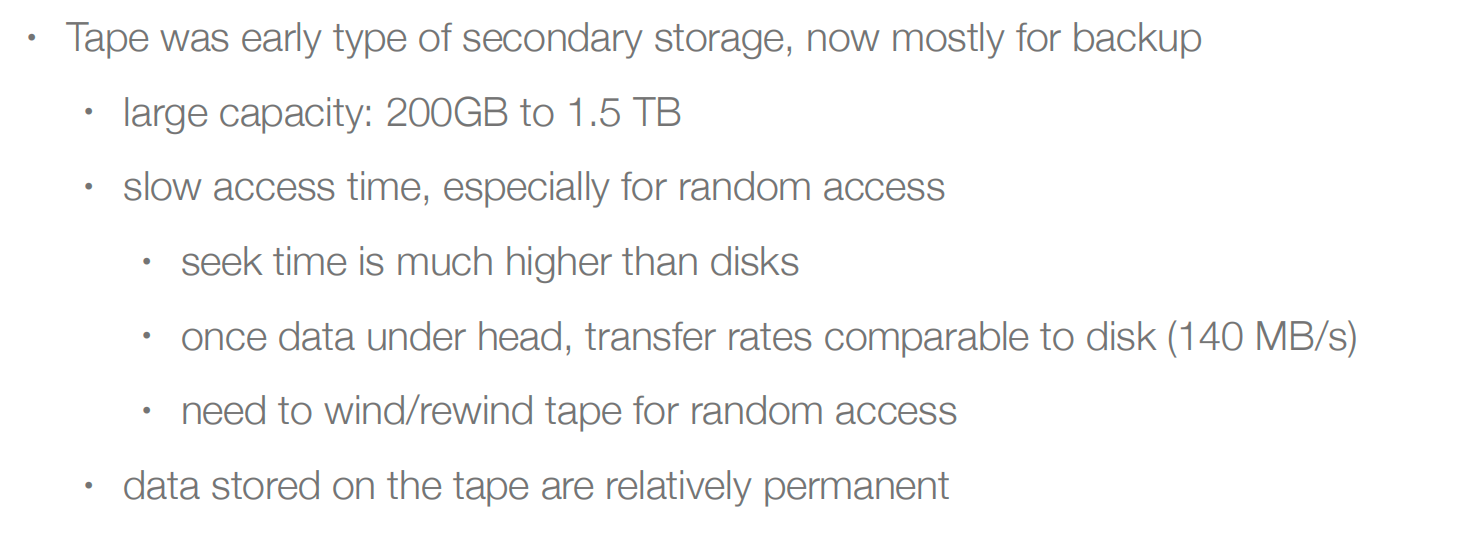 • Tape was early type of secondary storage, now mostly for backup
• large capacity: 200GB to 1.5 TB
• slow access time, especially for random access
• seek time is much higher than disks
• once data under head, transfer rates comparable to disk (140 MB/s)
• need to wind/rewind tape for random access
• data stored on the tape are relatively permanent